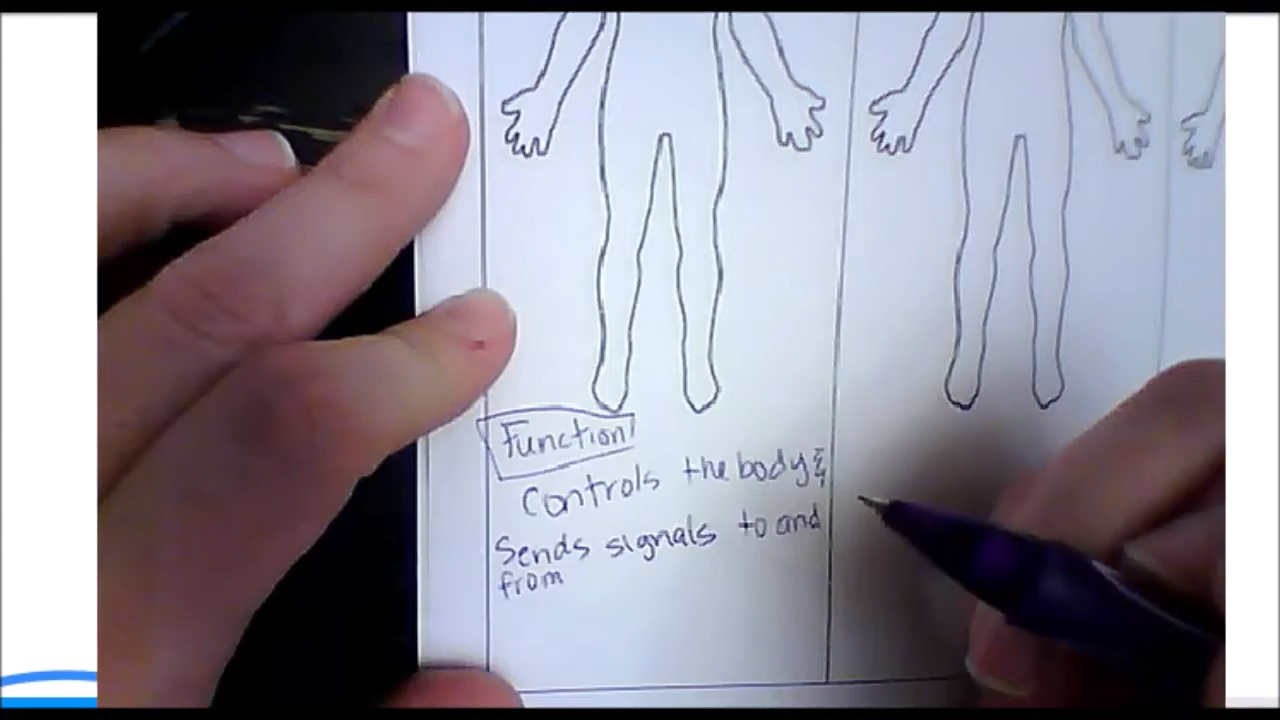 Function
Controls the body &
Sends signals to and
from